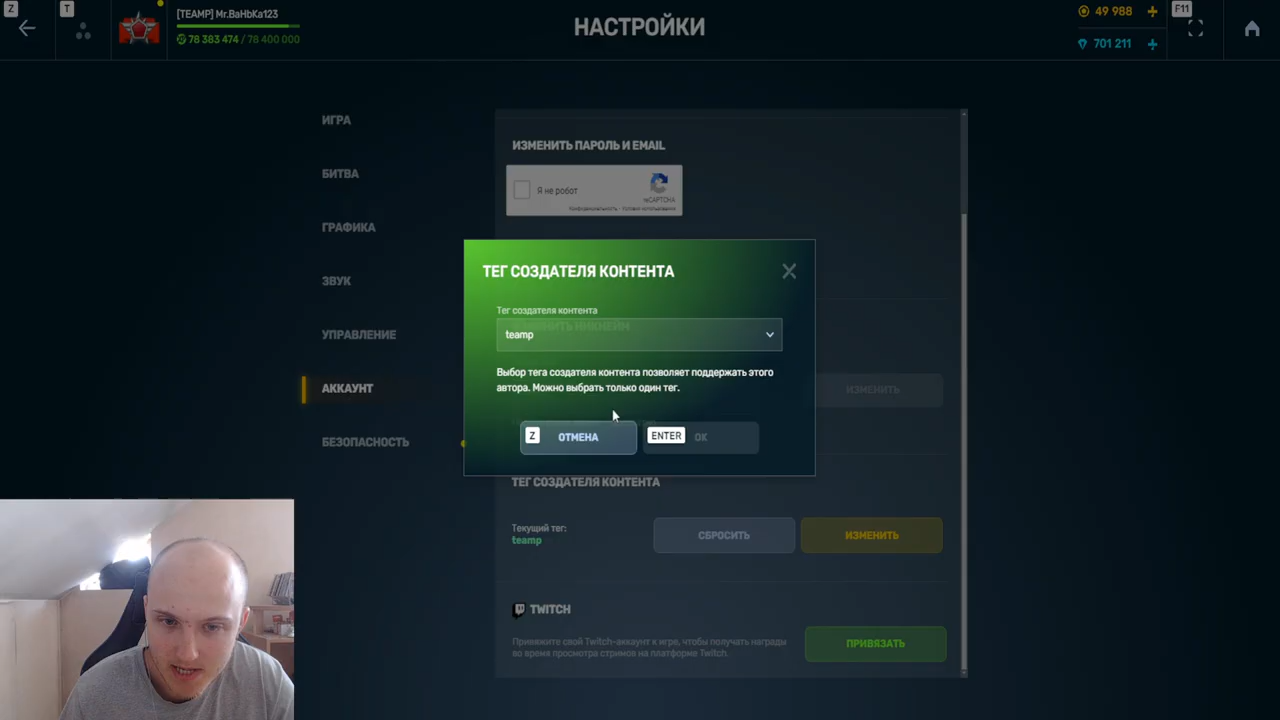 Z
T
[TEAMP] Mr.BaHbKa123
78 383 474 / 78 400 000
НАСТРОЙКИ
49 988
701 211
F11
ИГРА
БИТВА
ГРАФИКА
ЗВУК
УПРАВЛЕНИЕ
АККАУНТ
БЕЗОПАСНОСТЬ
ИЗМЕНИТЬ ПАРОЛЬ И EMAIL
Я не робот
reCAPTCHA
Конфиденциальность - Условия использования
ТЕГ СОЗДАТЕЛЯ КОНТЕНТА
Тег создателя контента
teamp
Выбор тега создателя контента позволяет поддержать этого
автора. Можно выбрать только один тег.
Z ОТМЕНА
ENTER ОК
ИЗМЕНИТЬ
ТЕГ СОЗДАТЕЛЯ КОНТЕНТА
Текущий тег:
teamp
СБРОСИТЬ
ИЗМЕНИТЬ
TWITCH
Привяжите свой Twitch-аккаунт к игре, чтобы получать награды
во время просмотра стримов на платформе Twitch.
ПРИВЯЗАТЬ